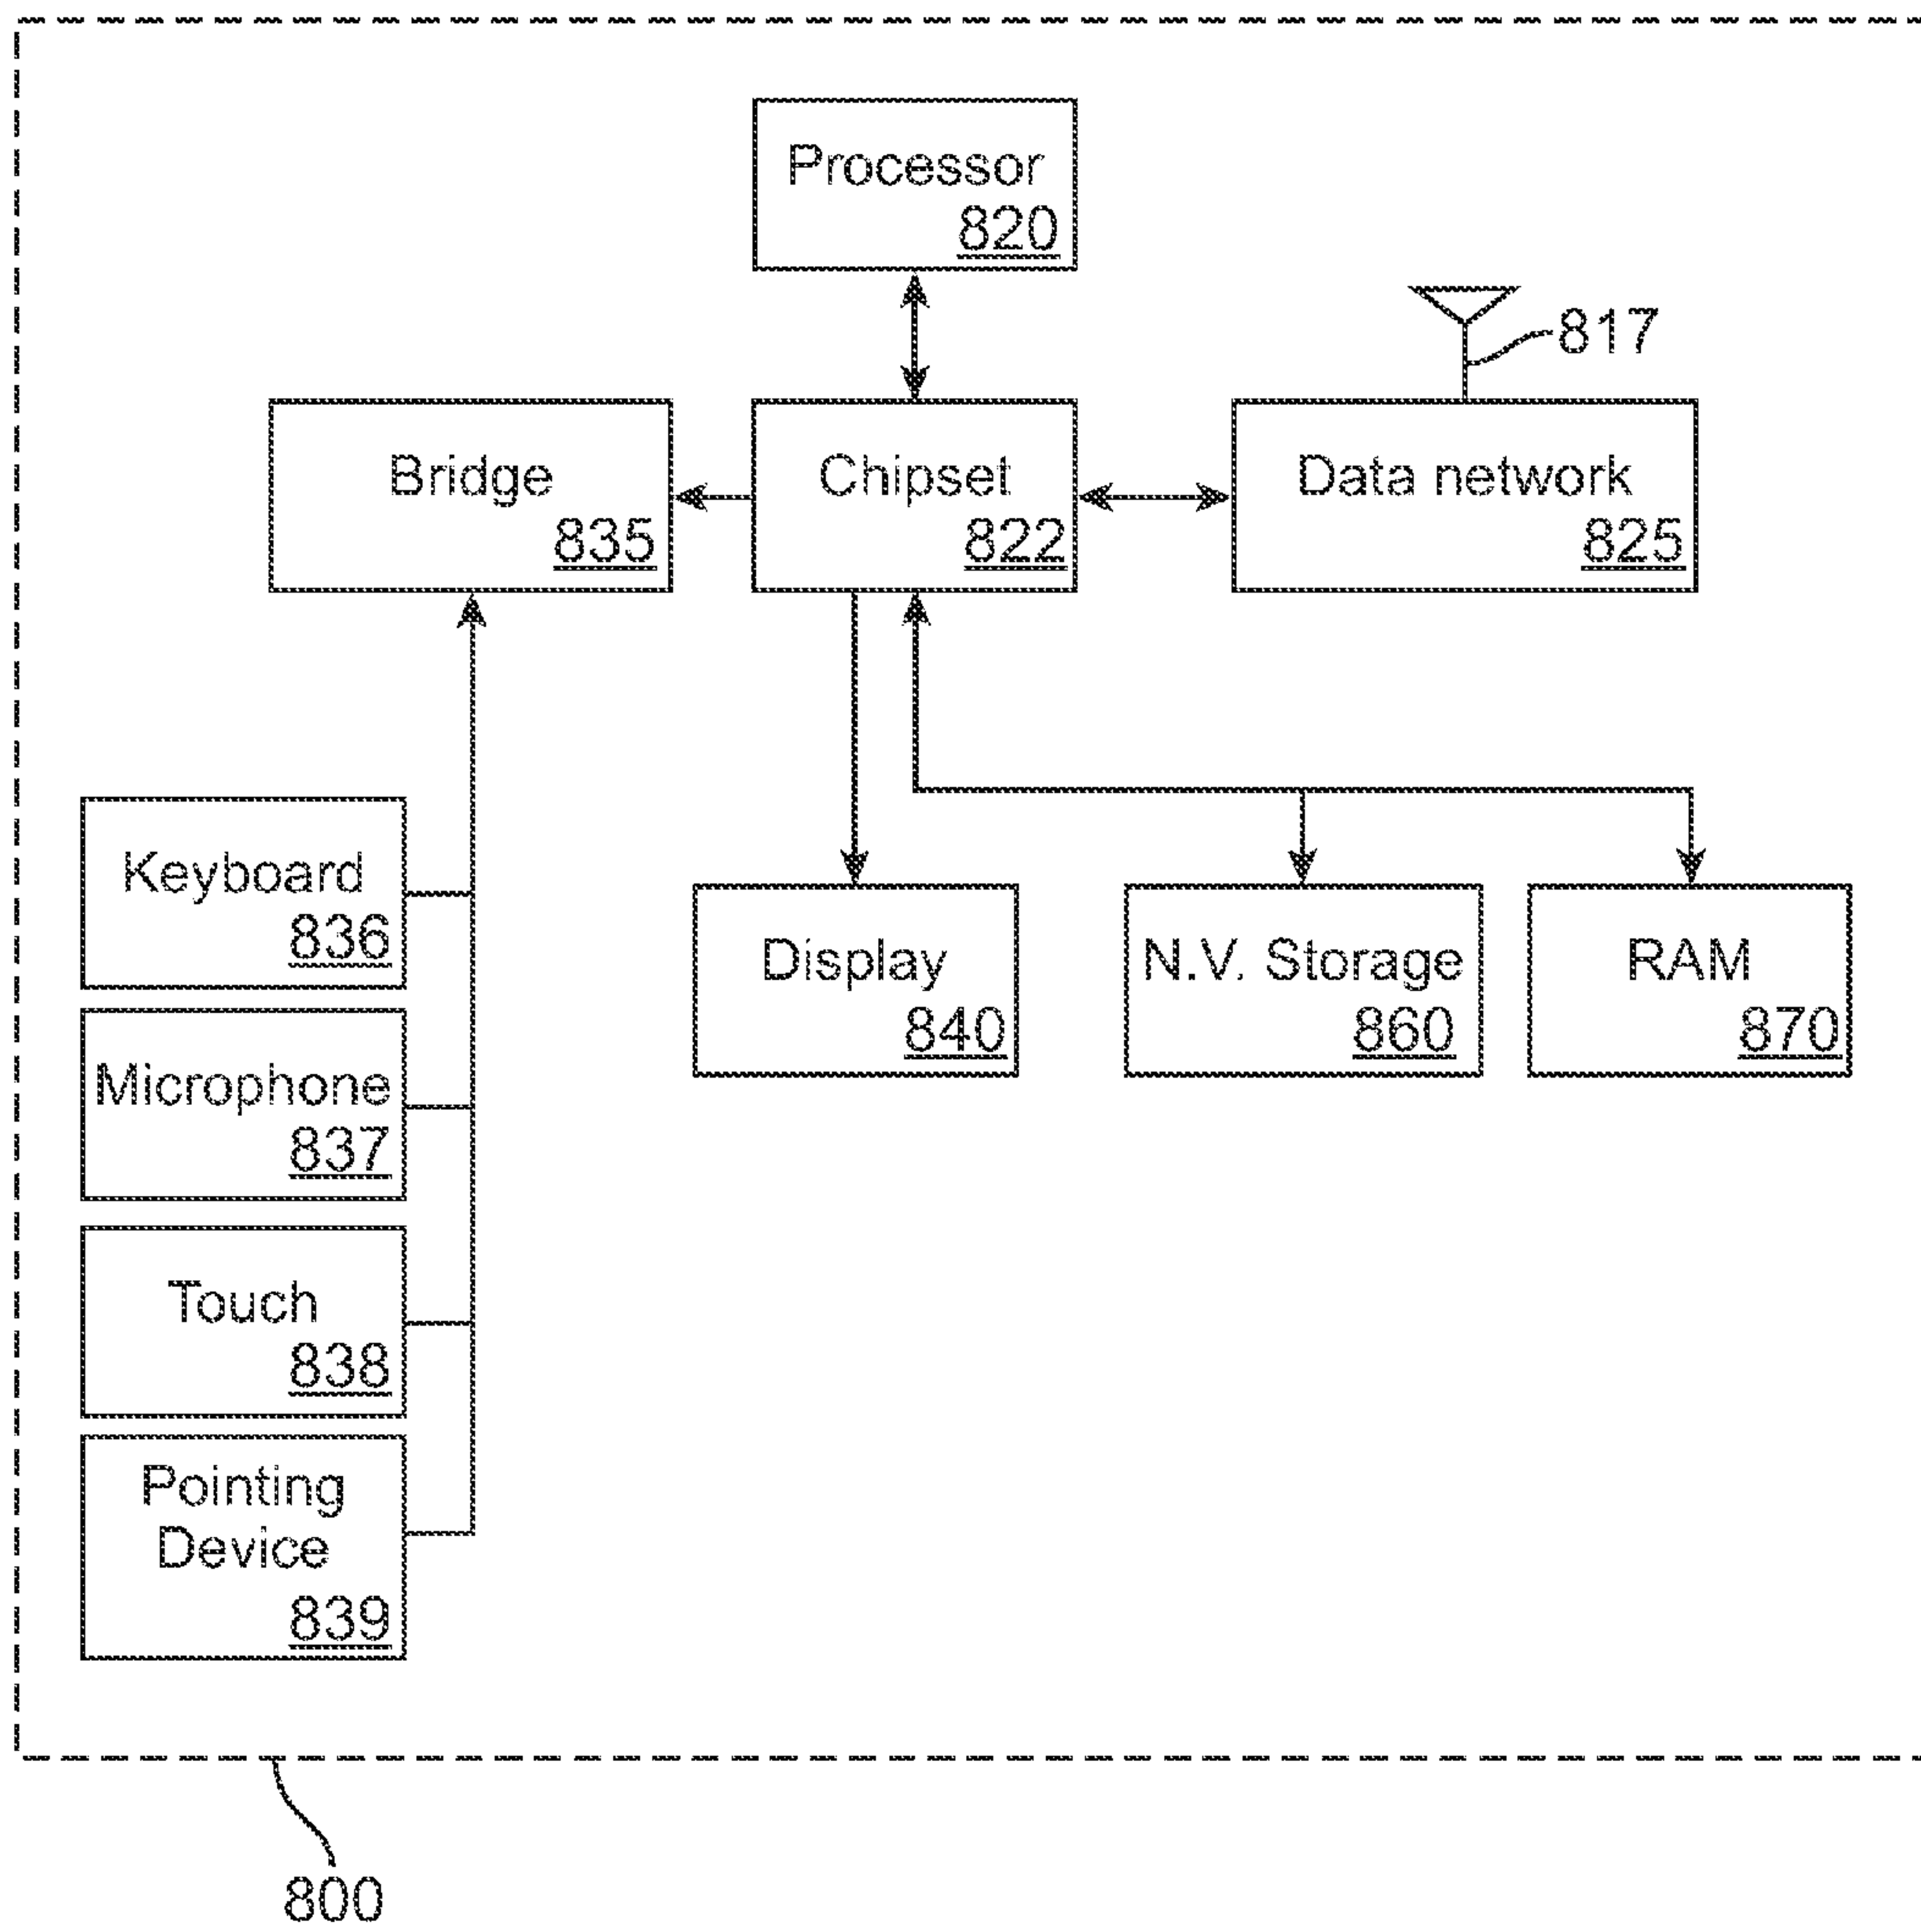 Processor
820
817
Bridge
835
Chipset
822
Data network
825
Keyboard
836
Microphone
837
Touch
838
Pointing
Device
839
Display
840
N.V. Storage
860
RAM
870
800